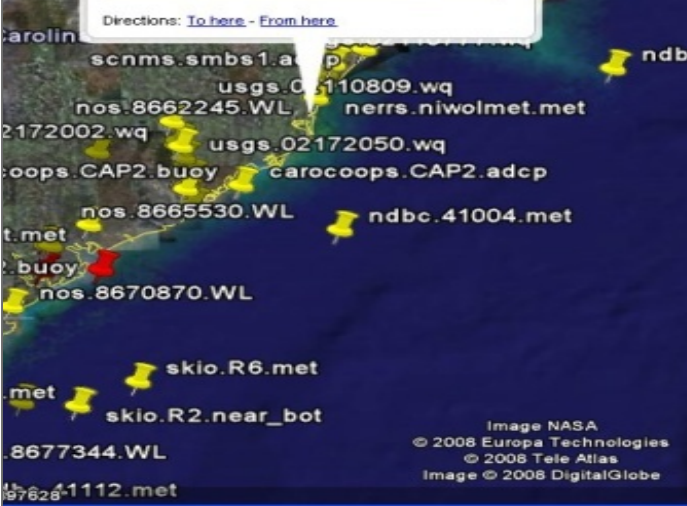 Directions: To here - From here
Carolin
ndb
scnms.smbs1.a
usgs.02110809.wq
nos.8662245.WL
nerrs.niwolmet.met
2172002.wq
usgs.02172050.wq
coops.CAP2.buoy
carocoops.CAP2.adcp
nos.8665530.WL
ndbc.41004.met
t.met
buoy
nos.8670870.WL
skio.R6.met
.met
skio.R2.near_bot
Image NASA
© 2008 Europa Technologies
.8677344.WL
© 2008 Tele Atlas
Image © 2008 DigitalGlobe
41112.met
97628